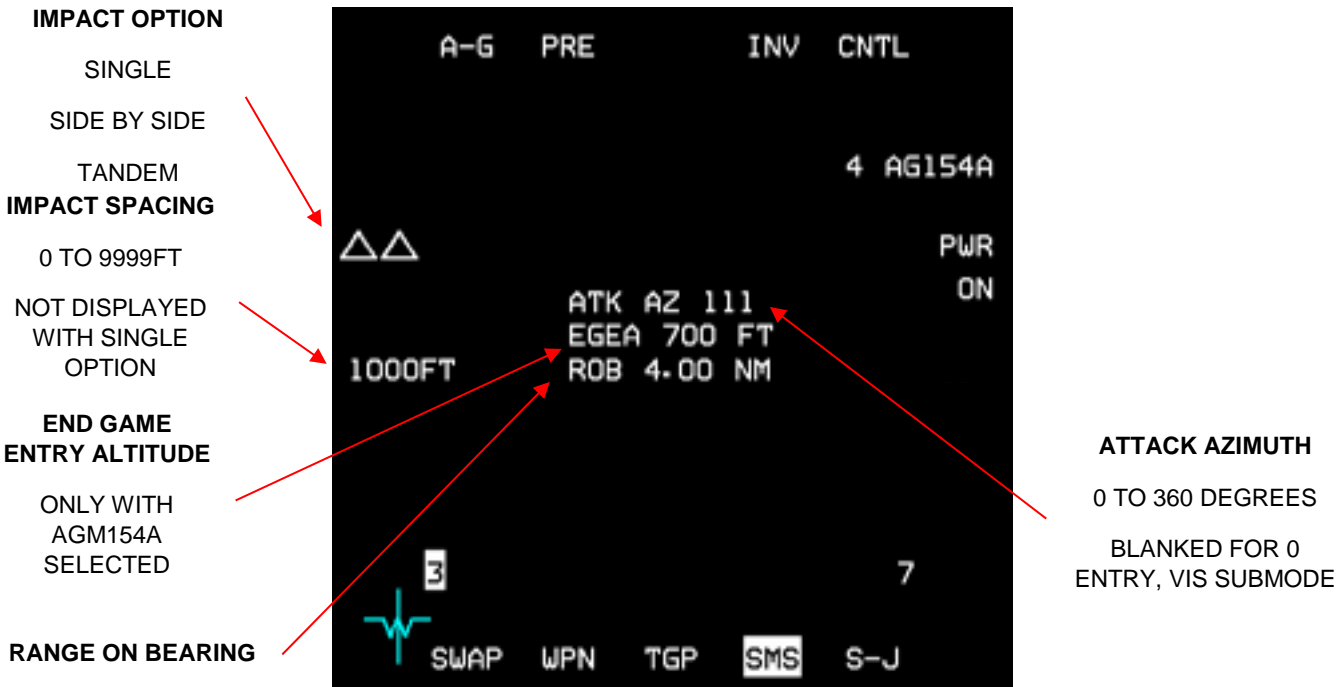 IMPACT OPTION
SINGLE
SIDE BY SIDE
TANDEM
IMPACT SPACING
0 TO 9999FT
NOT DISPLAYED
WITH SINGLE
OPTION
END GAME
ENTRY ALTITUDE
ONLY WITH
AGM154A
SELECTED
RANGE ON BEARING
A-G PRE INV CNTL
4 AG154A
PWR
ON
ATK AZ 111
EGEA 700 FT
1000FT ROB 4.00 NM
3 7
SWAP WPN TGP SMS S-J
ATTACK AZIMUTH
0 TO 360 DEGREES
BLANKED FOR 0
ENTRY, VIS SUBMODE